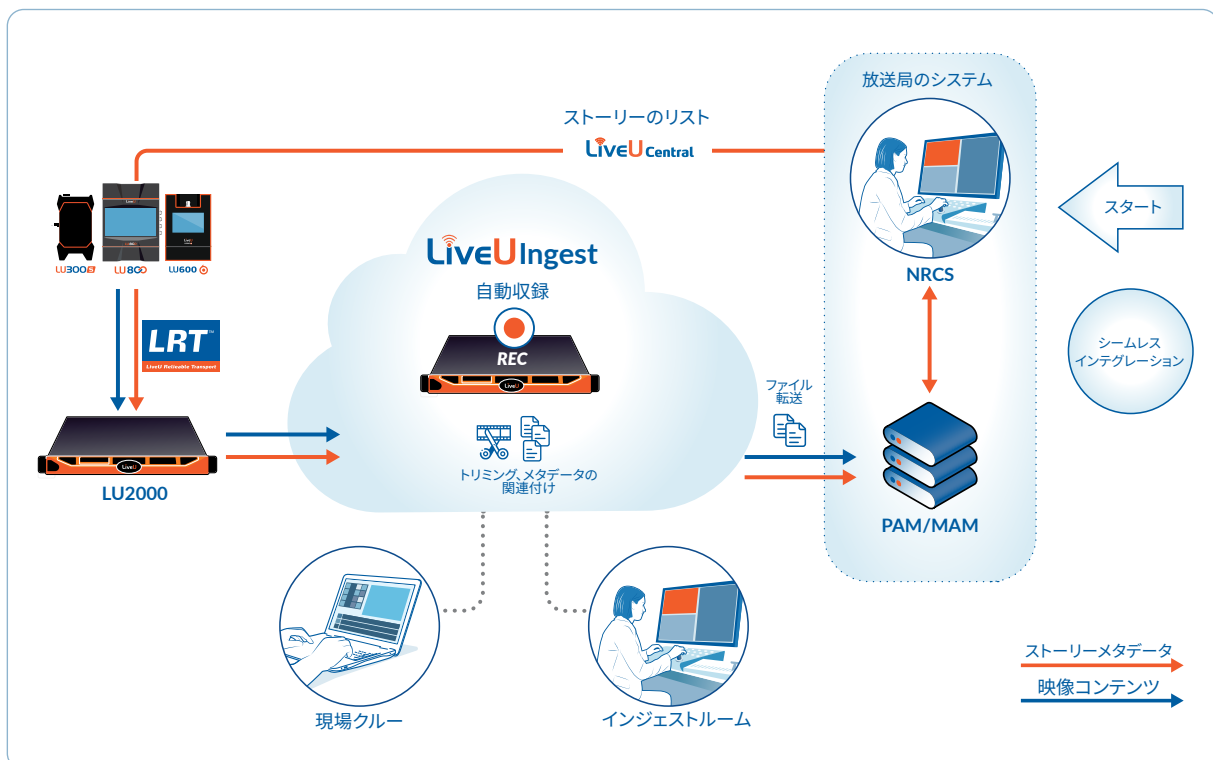 放送局のシステム
ストーリーのリスト
LiveU Central
スタート
NRCS
LiveU Ingest
自動収録
REC
LiveU
LiveU
LU300S
LU800
LU600
LRT™
LiveU Relicable Transport
シームレス
インテグレーション
ファイル
転送
LiveU
LU2000
トリミング、メタデータの
関連付け
PAM/MAM
現場クルー
インジェストルーム
ストーリーメタデータ
映像コンテンツ